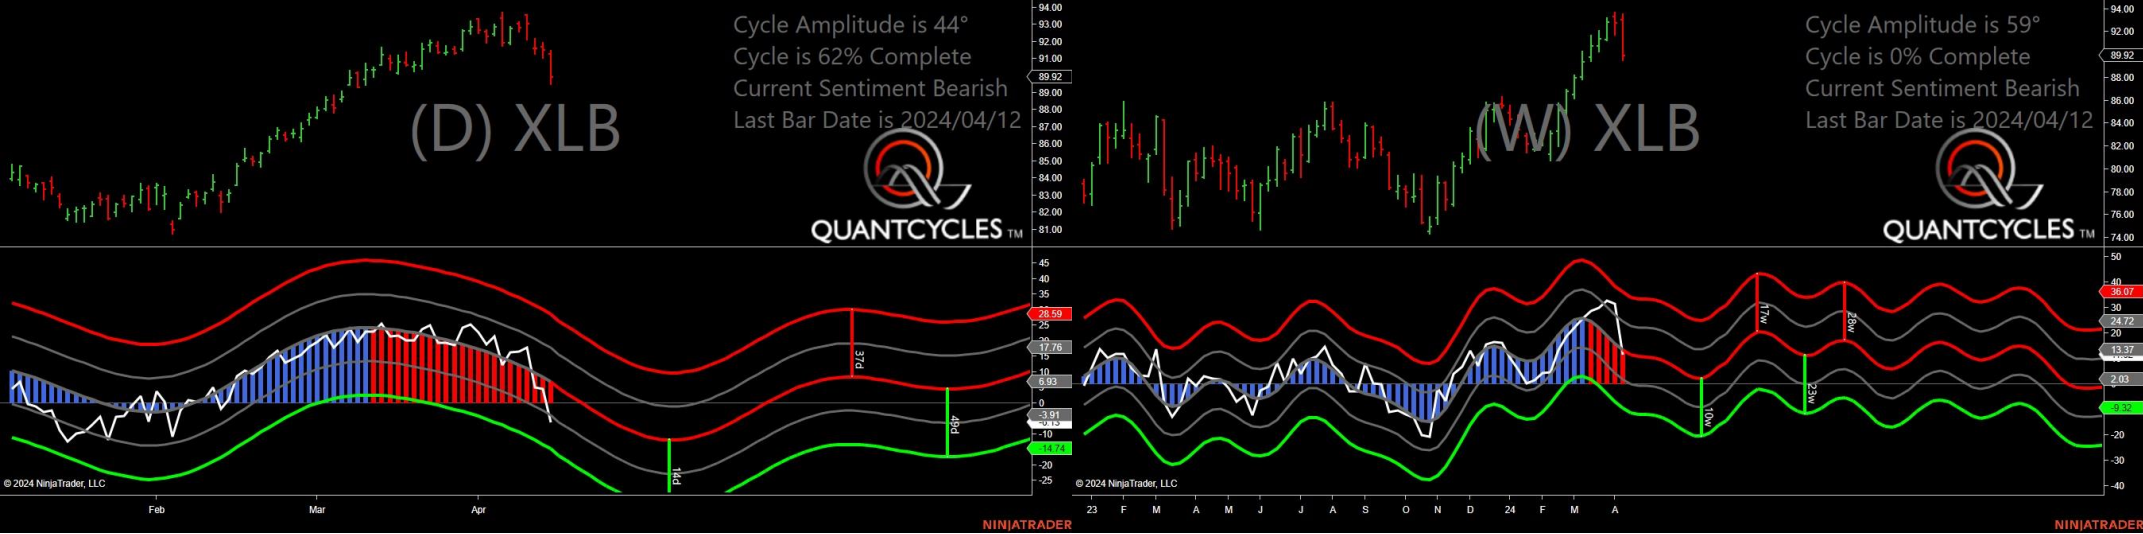 Cycle Amplitude is 44°
Cycle is 62% Complete
Current Sentiment Bearish
Last Bar Date is 2024/04/12
(D) XLB
QUANTCYCLES TM
94.00
93.00
92.00
91.00
89.92
89.00
88.00
87.00
86.00
85.00
84.00
83.00
82.00
81.00
45
40
35
30
28.59
25
20
17.76
15
10
6.93
0
-3.91
-10
-14.74
-20
-25
37d
49d
14d
© 2024 NinjaTrader, LLC
Feb Mar Apr
NINJATRADER
Cycle Amplitude is 59°
Cycle is 0% Complete
Current Sentiment Bearish
Last Bar Date is 2024/04/12
(W) XLB
QUANTCYCLES TM
94.00
92.00
89.92
88.00
86.00
84.00
82.00
80.00
78.00
76.00
74.00
50
40
36.07
30
24.72
20
13.37
2.03
-9.32
-20
-30
-40
17w
28w
10w
23w
© 2024 NinjaTrader, LLC
23 F M A M J J A S O N D 24 F M A
NINJATRADER